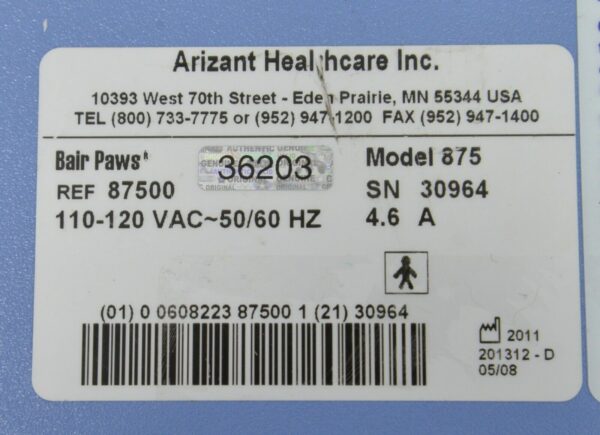 Arizant Healthcare Inc.
10393 West 70th Street - Eden Prairie, MN 55344 USA
TEL (800) 733-7775 or (952) 947-1200 FAX (952) 947-1400
Bair Paws® 36203 Model 875
REF 87500 SN 30964
110-120 VAC~50/60 HZ 4.6 A
(01) 0 0608223 87500 1 (21) 30964
2011
201312 - D
05/08